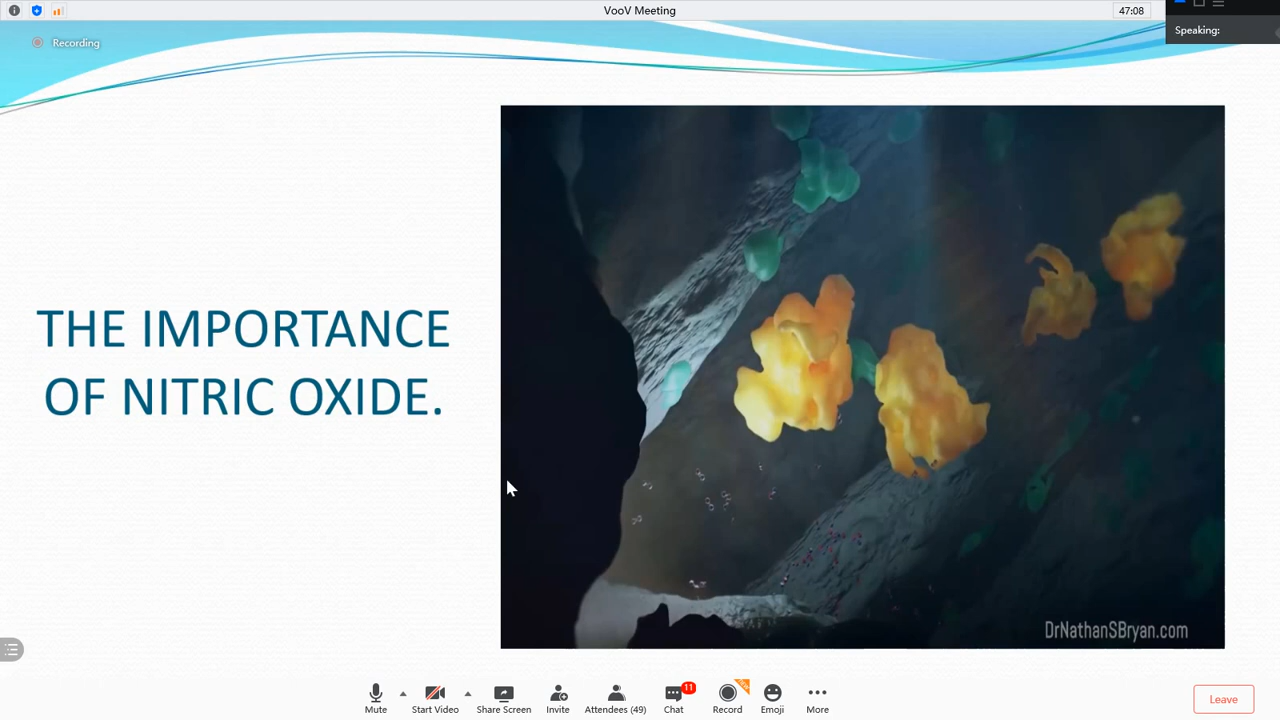 VooV Meeting
47:08
Speaking:
Recording
THE IMPORTANCE
OF NITRIC OXIDE.
DrNathanSBryan.com
Mute
Start Video
Share Screen
Invite
Attendees (49)
Chat
11
Record
Emoji
More
Leave